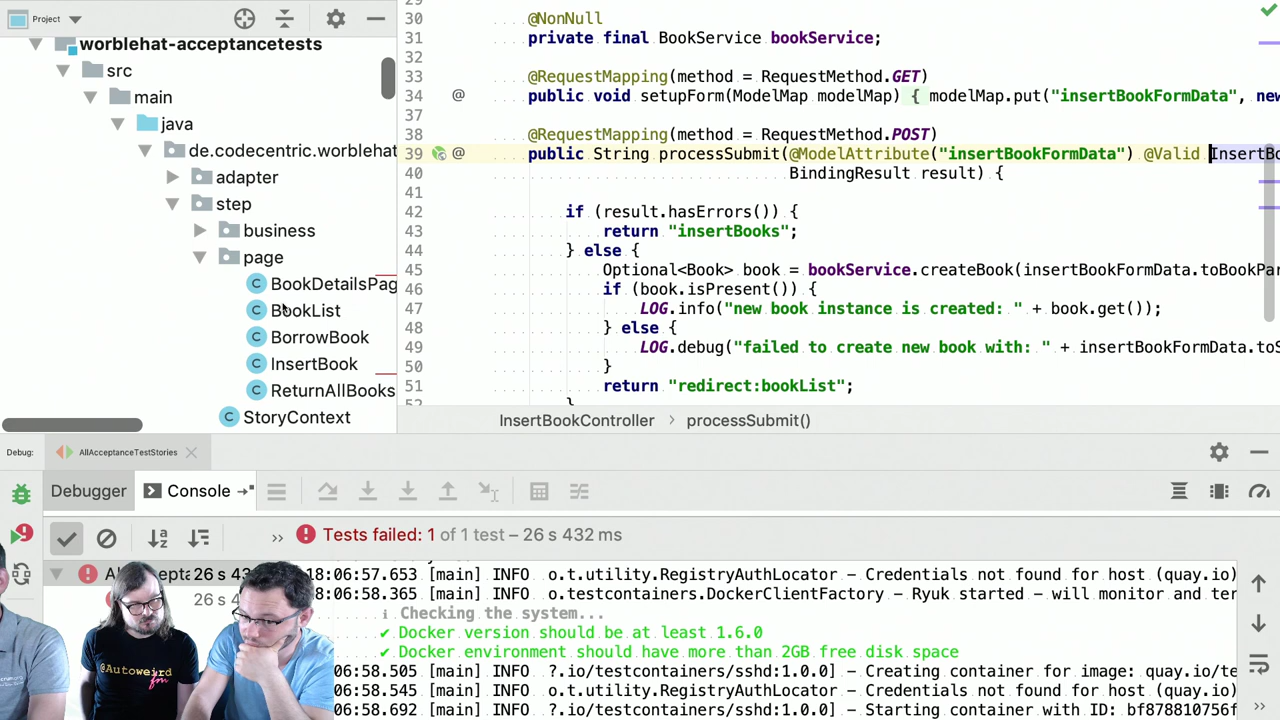 Project
worblehat-acceptancetests
src
main
java
de.codecentric.worblehat
adapter
step
business
page
BookDetailsPag
BookList
BorrowBook
InsertBook
ReturnAllBooks
StoryContext
30 @NonNull
31 private final BookService bookService;
32
33 @RequestMapping(method = RequestMethod.GET)
34 @ public void setupForm(ModelMap modelMap) { modelMap.put("insertBookFormData", new
37
38 @RequestMapping(method = RequestMethod.POST)
39 @ public String processSubmit(@ModelAttribute("insertBookFormData") @Valid InsertBo
40 BindingResult result) {
41
42 if (result.hasErrors()) {
43 return "insertBooks";
44 } else {
45 Optional<Book> book = bookService.createBook(insertBookFormData.toBookPar
46 if (book.isPresent()) {
47 LOG.info("new book instance is created: " + book.get());
48 } else {
49 LOG.debug("failed to create new book with: " + insertBookFormData.toS
50 }
51 return "redirect:bookList";
52 }
InsertBookController > processSubmit()
Debug: AllAcceptanceTestStories
Debugger Console
>> Tests failed: 1 of 1 test – 26 s 432 ms
26 s 43
26 s
18:06:57.653 [main] INFO o.t.utility.RegistryAuthLocator - Credentials not found for host (quay.io)
18:06:58.365 [main] INFO o.testcontainers.DockerClientFactory - Ryuk started - will monitor and ter
ℹ Checking the system...
✔ Docker version should be at least 1.6.0
✔ Docker environment should have more than 2GB free disk space
06:58.505 [main] INFO ?.io/testcontainers/sshd:1.0.0] - Creating container for image: quay.io/te
06:58.545 [main] INFO o.t.utility.RegistryAuthLocator - Credentials not found for host (quay.io)
06:58.692 [main] INFO ?.io/testcontainers/sshd:1.0.0] - Starting container with ID: bf878810756f
@Autoweird
fm